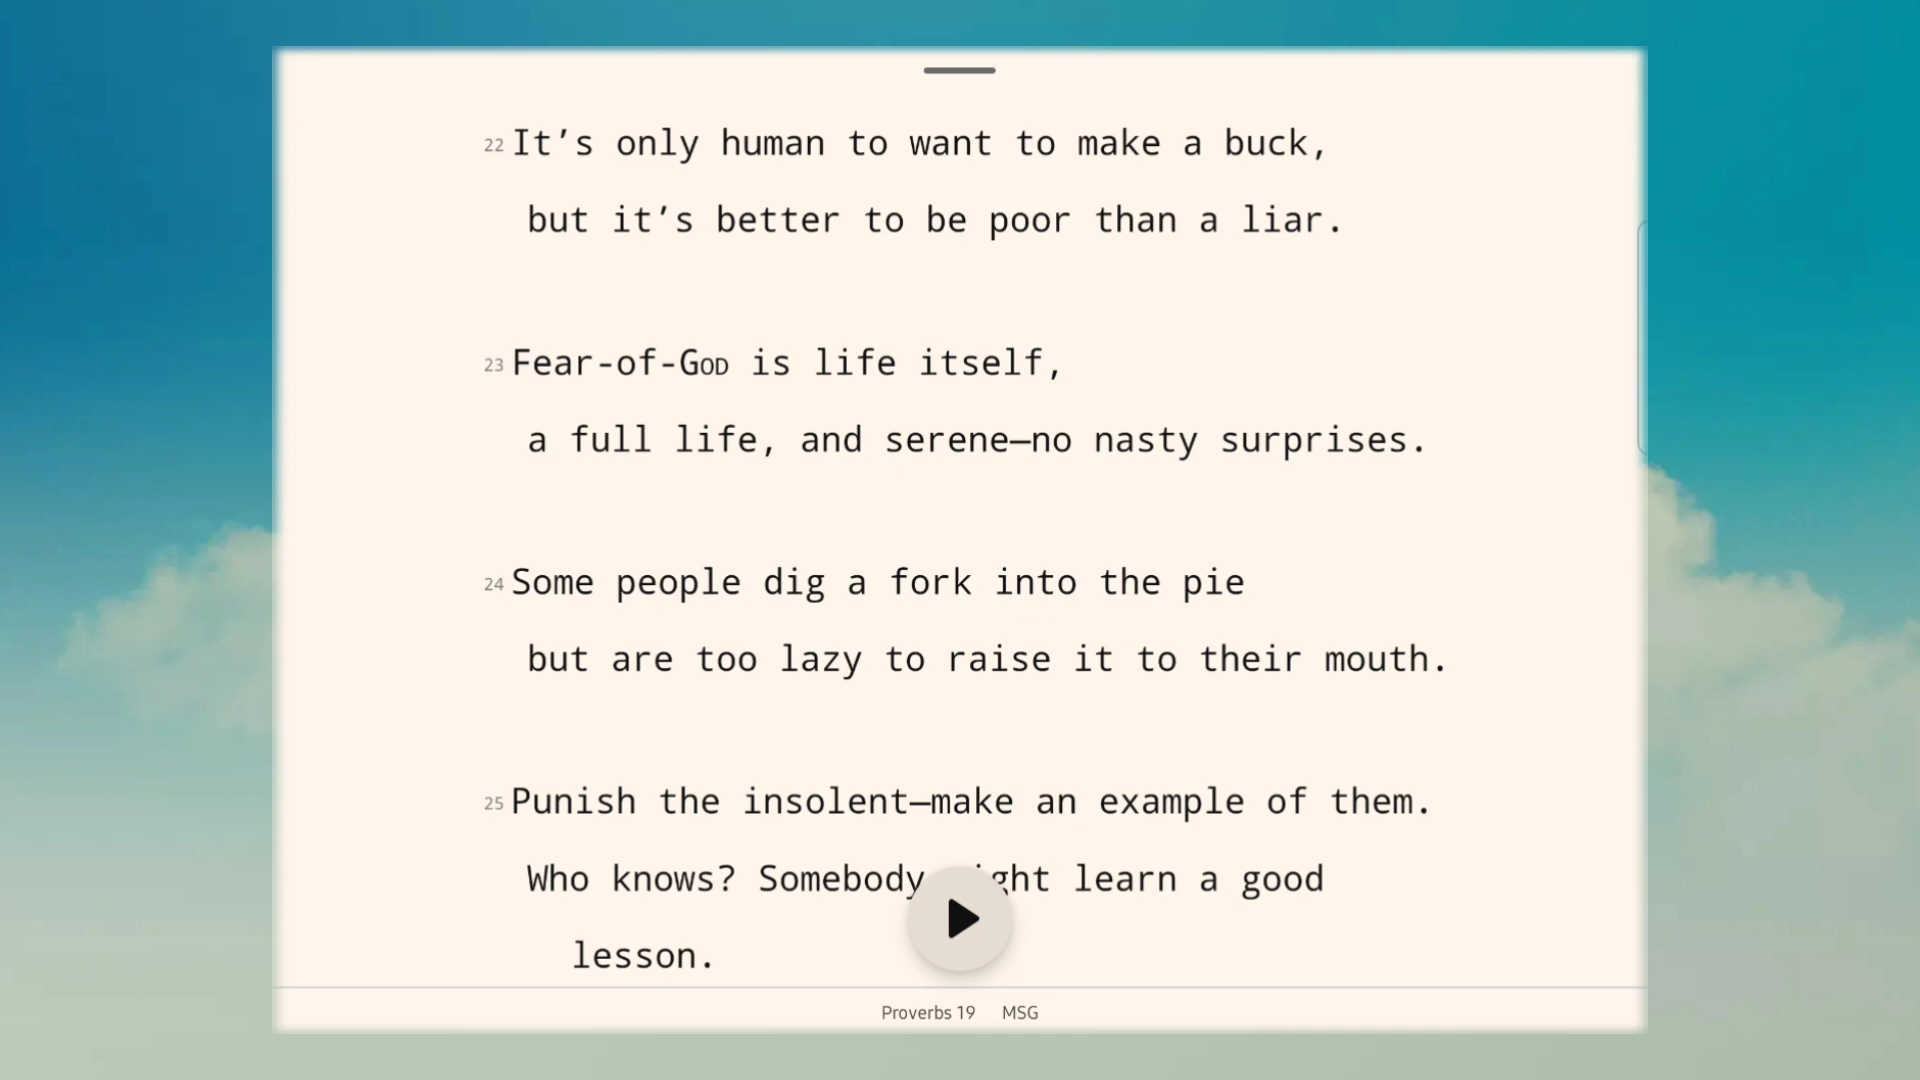 22 It’s only human to want to make a buck,
but it’s better to be poor than a liar.
23 Fear-of-GOD is life itself,
a full life, and serene—no nasty surprises.
24 Some people dig a fork into the pie
but are too lazy to raise it to their mouth.
25 Punish the insolent—make an example of them.
Who knows? Somebody learn a good
lesson.
Proverbs 19 MSG